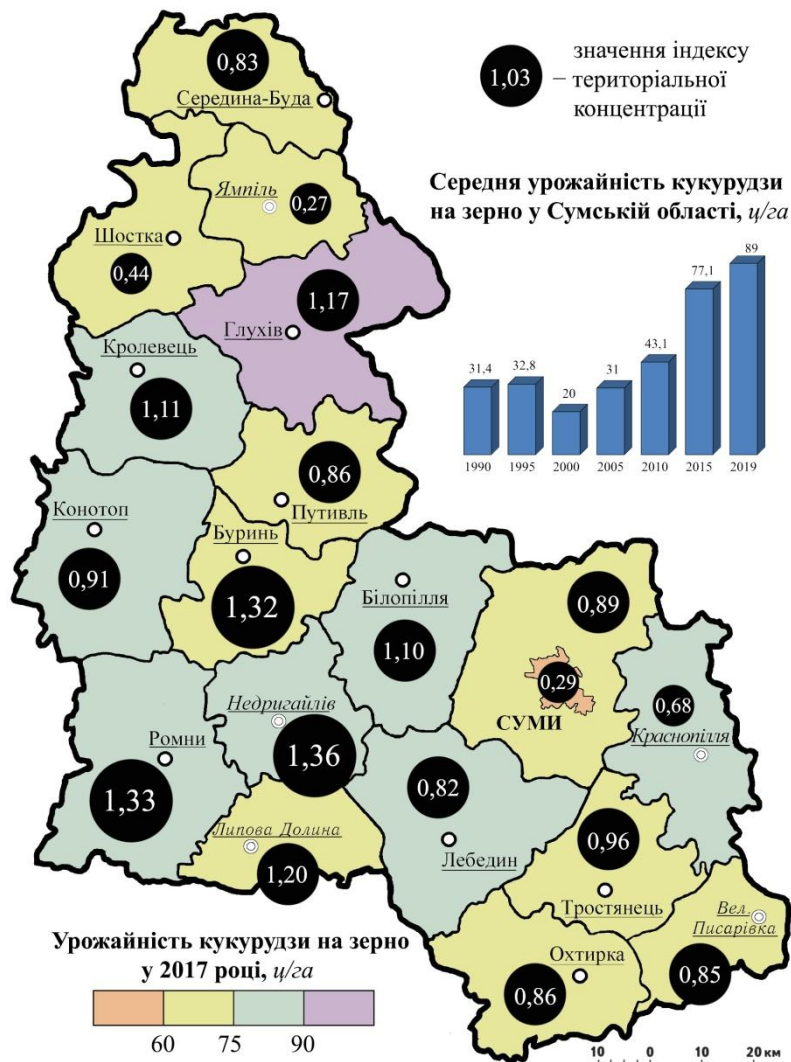 0,83
Середина-Буда
1,03
значення індексу
– територіальної
концентрації
Ямпіль
0,27
Середня урожайність кукурудзи
на зерно у Сумській області, ц/га
Шостка
0,44
1,17
Глухів
Кролевець
1,11
31,4
32,8
20
31
43,1
77,1
89
1990
1995
2000
2005
2010
2015
2019
0,86
Путивль
Конотоп
0,91
Буринь
1,32
Білопілля
1,10
0,89
0,29
СУМИ
0,68
Краснопілля
Недригайлів
1,36
Ромни
1,33
0,82
Лебедин
Липова Долина
1,20
0,96
Тростянець
Вел.
Писарівка
0,85
Охтирка
0,86
Урожайність кукурудзи на зерно
у 2017 році, ц/га
60
75
90
10
0
10
20 км